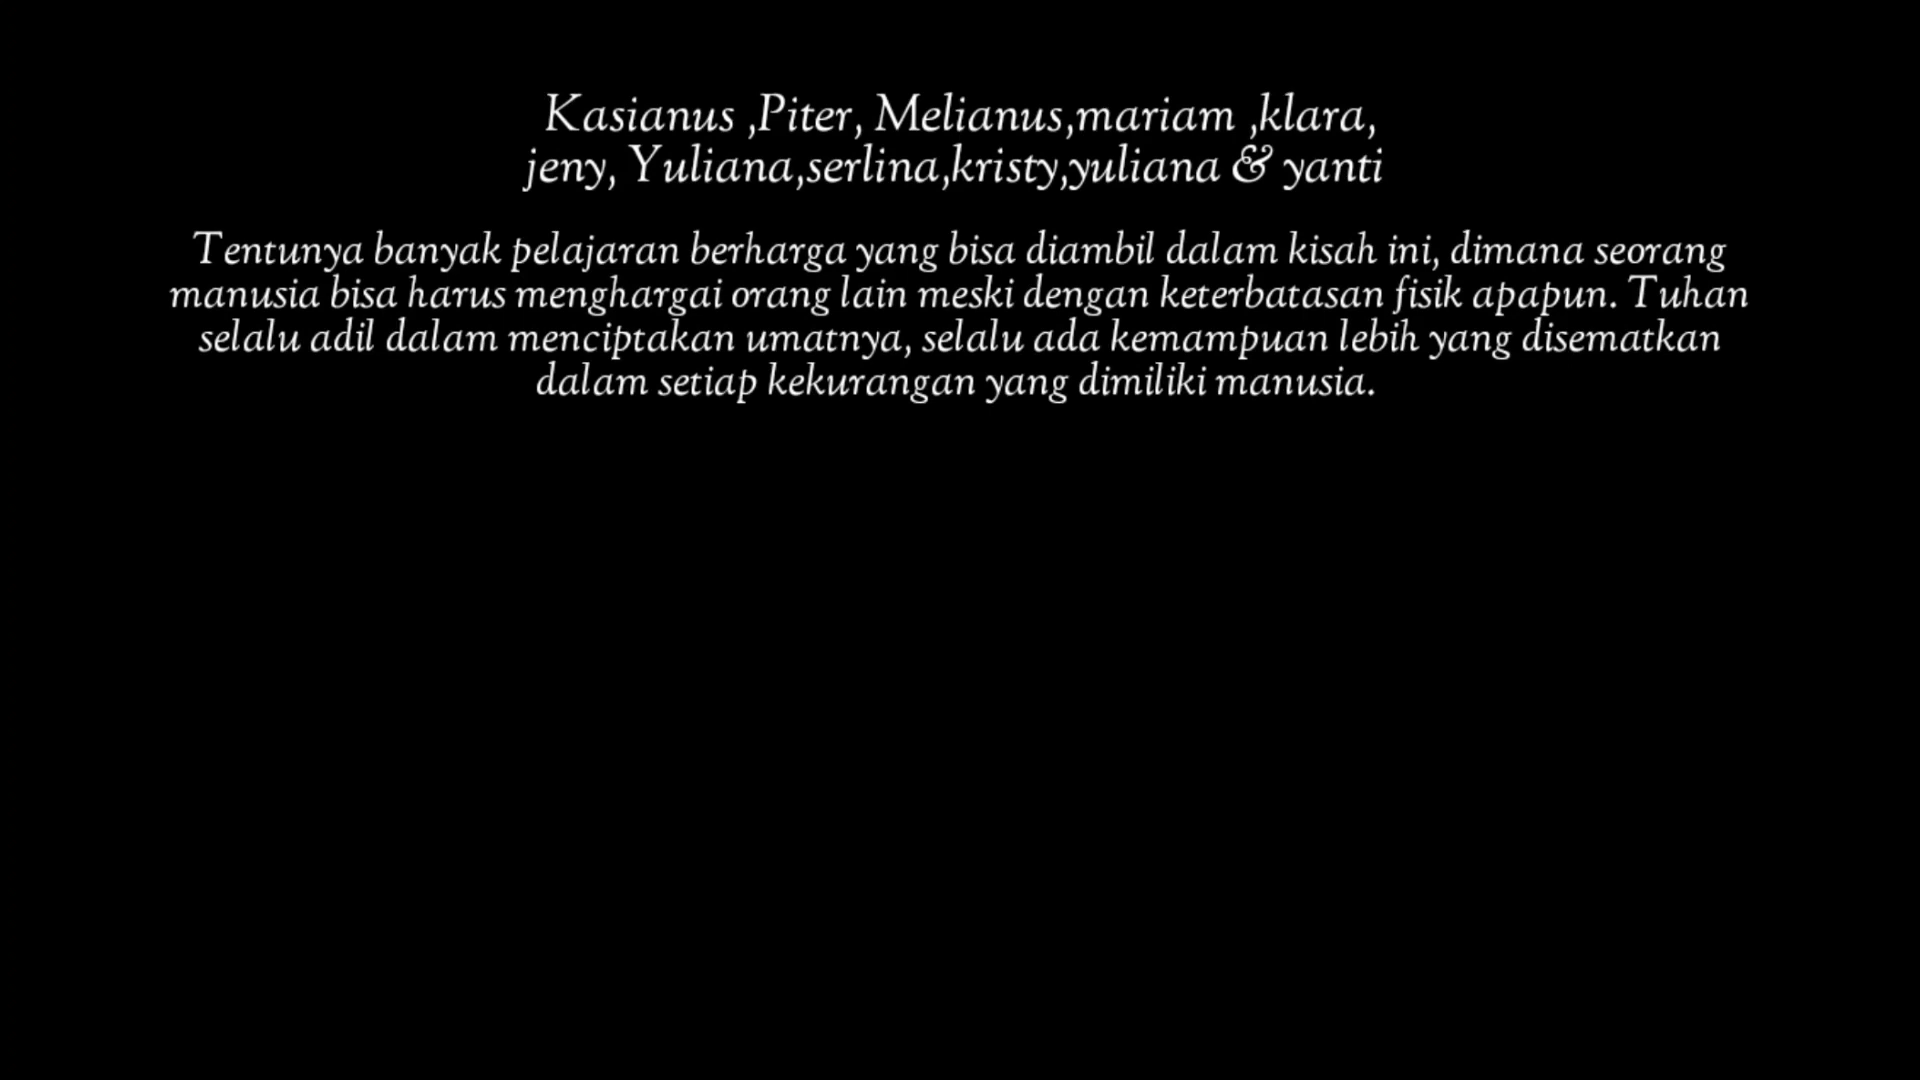 Kasianus ,Piter, Melianus,mariam ,klara,
jeny, Yuliana,serlina,kristy,yuliana & yanti
Tentunya banyak pelajaran berharga yang bisa diambil dalam kisah ini, dimana seorang
manusia bisa harus menghargai orang lain meski dengan keterbatasan fisik apapun. Tuhan
selalu adil dalam menciptakan umatnya, selalu ada kemampuan lebih yang disematkan
dalam setiap kekurangan yang dimiliki manusia.